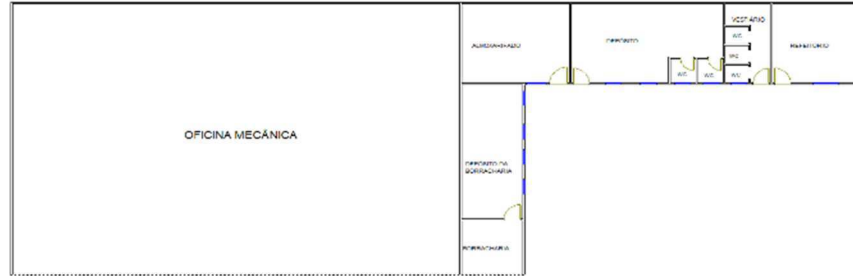 VESTIÁRIO
WC
ALMOXARIFADO
DEPÓSITO
REFEITÓRIO
WC
WC
WC
WC
OFICINA MECÂNICA
DEPÓSITO DA
BORRACHARIA
BORRACHARIA